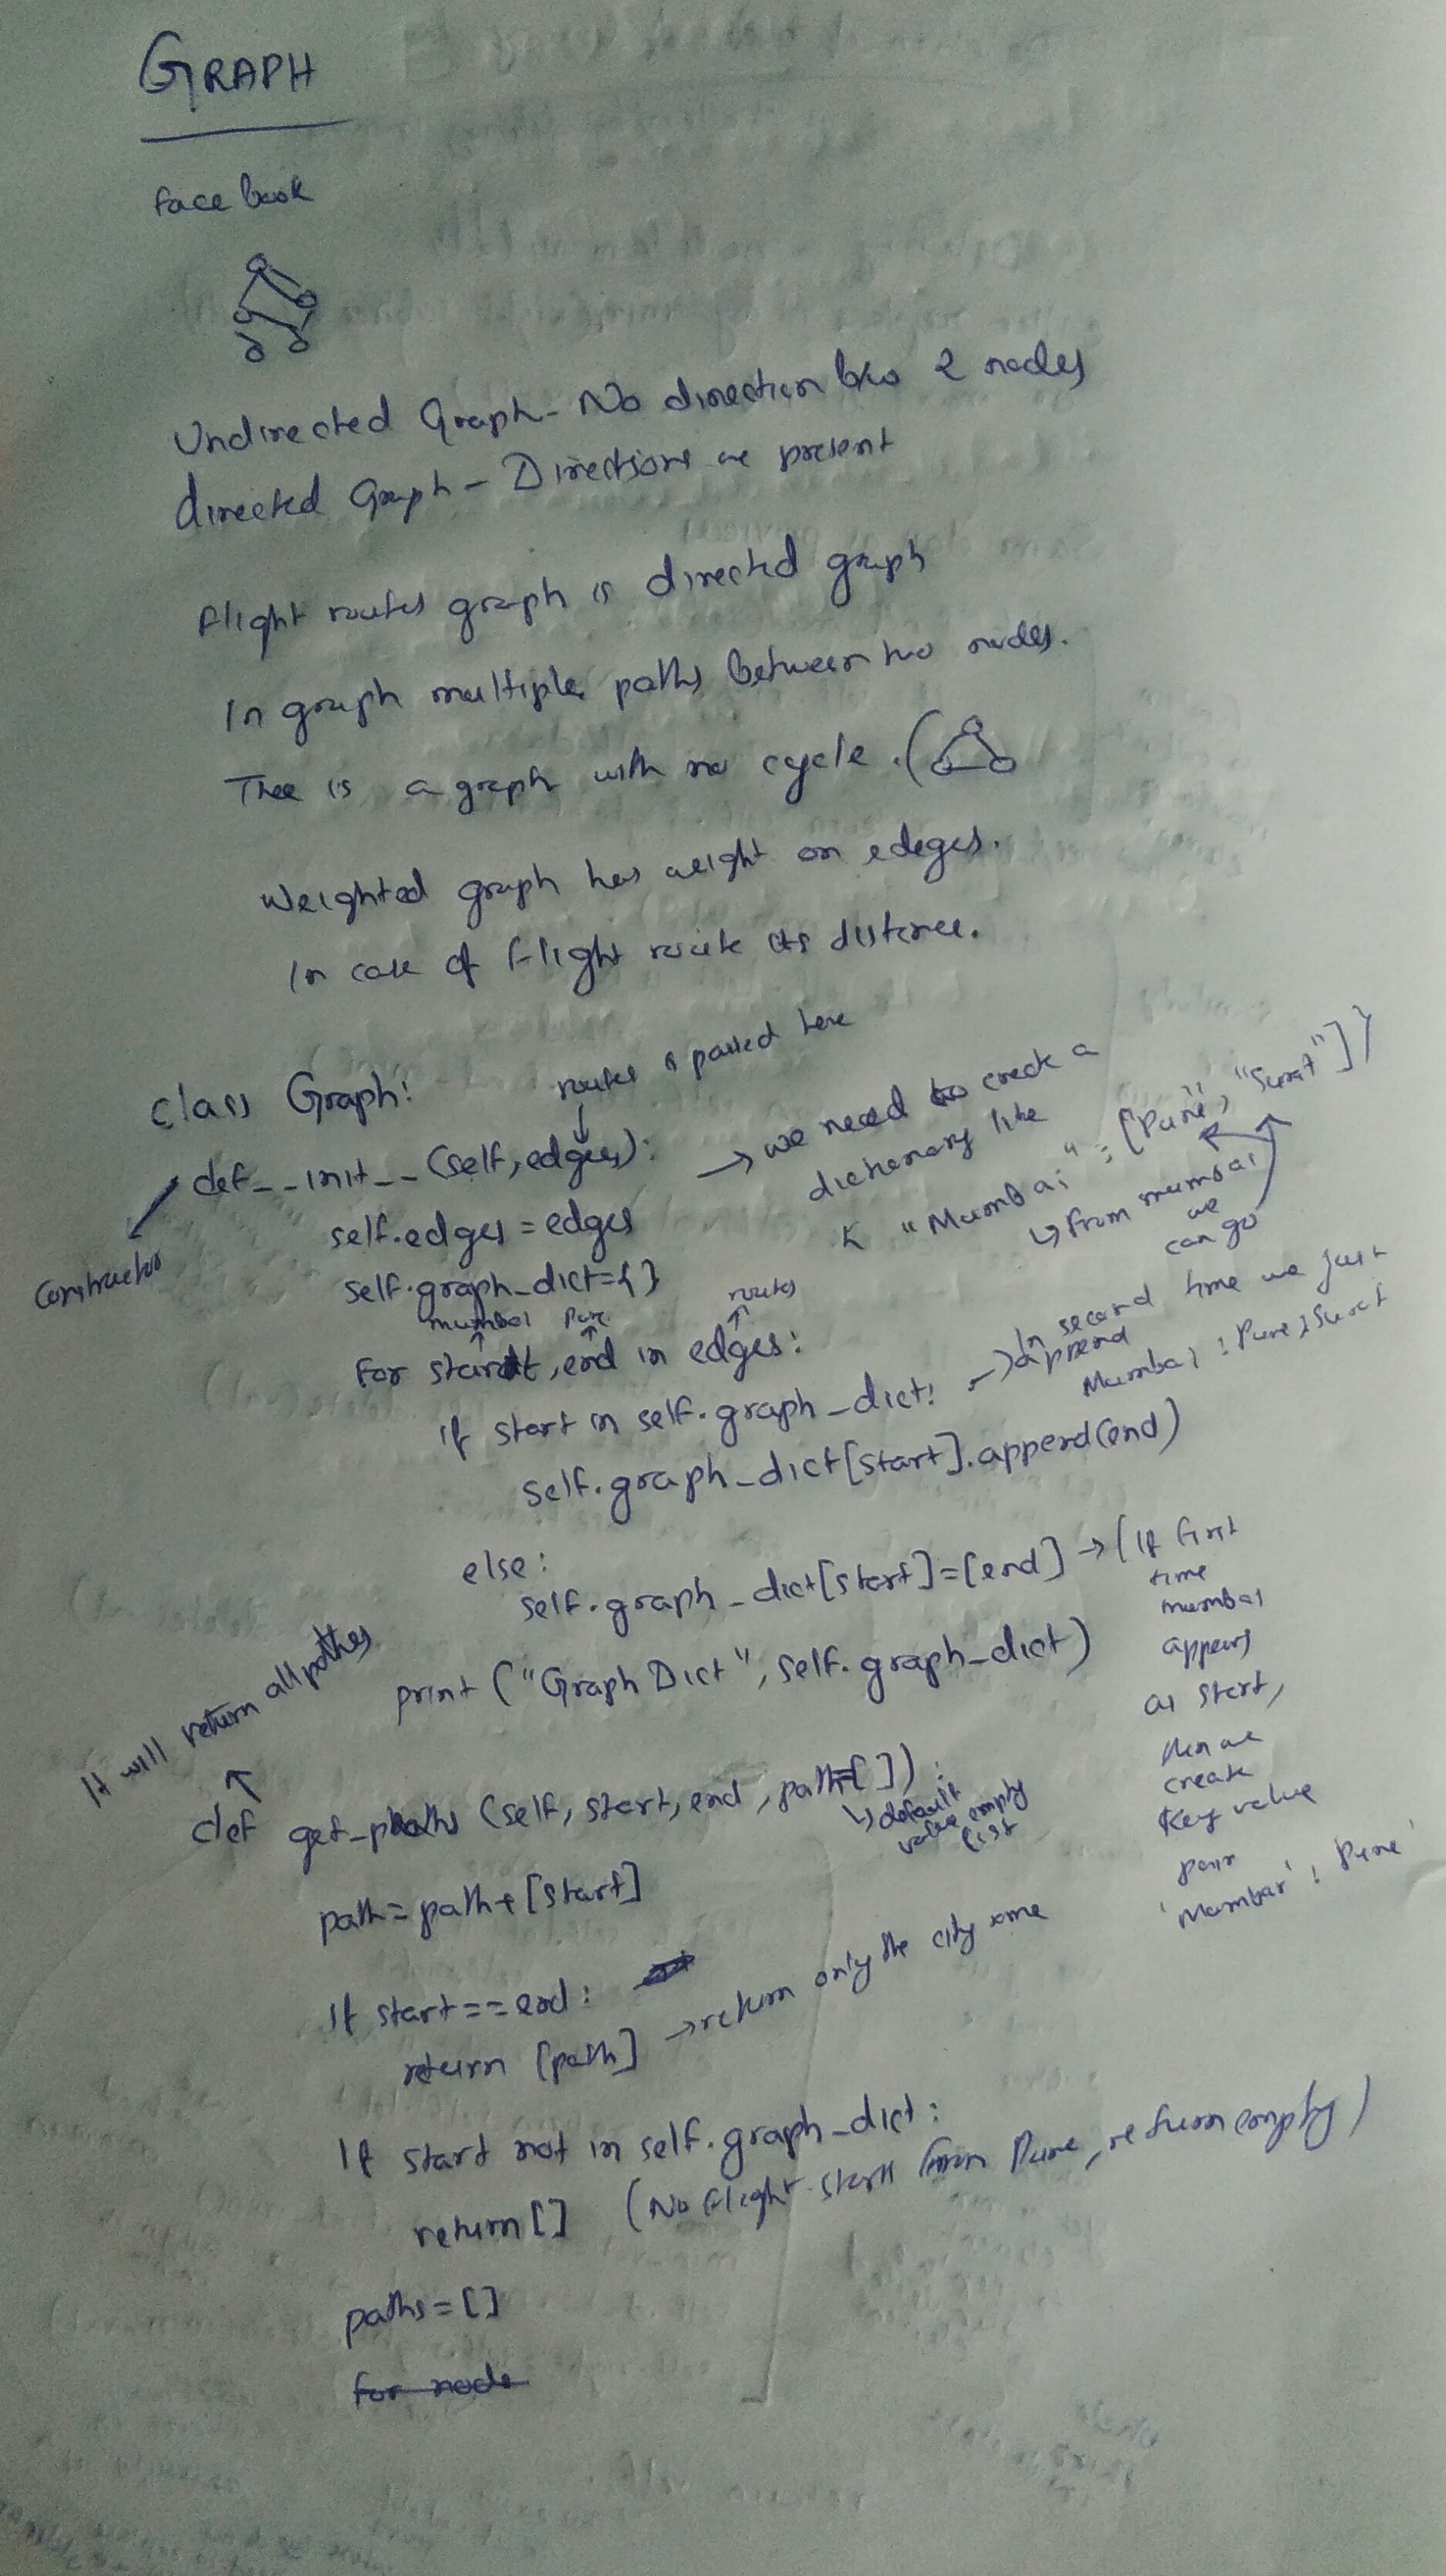 GRAPH
face book
Undirected Graph - No direction b/w 2 nodes
directed Graph - Directions are present
Flight routes graph is directed graph
In graph multiple paths between two nodes.
Thee is a graph with no cycle. (
Weighted graph has weight on edeges.
In case of flight route its distance.
class Graph:
routes is passed here
def __init__ (self, edges):
constructor
→ we need to create a
dictionary like
{ "Mumbai" : ["Pune", "Surat"] }
↳ from mumbai
we
can go
self.edges = edges
self.graph_dict={}
mumbai Pune routes
for start, end in edges:
if start in self.graph_dict:
→ In second time we just
append
Mumbai : Pune, Surat
self.graph_dict[start].append(end)
else:
self.graph_dict[start]=[end] → (If first
time
mumbai
appears
as start,
then we
create
key value
pair
'Mumbai' : Pune'
print ("Graph Dict", self.graph_dict)
It will return all pathes
def get_paths (self, start, end, path=[]):
↳ default
value empty
list
path = path + [start]
if start == end:
return [path] → return only the city name
If start not in self.graph_dict:
return [] (No flight start from Pune, return empty)
paths = []
for node